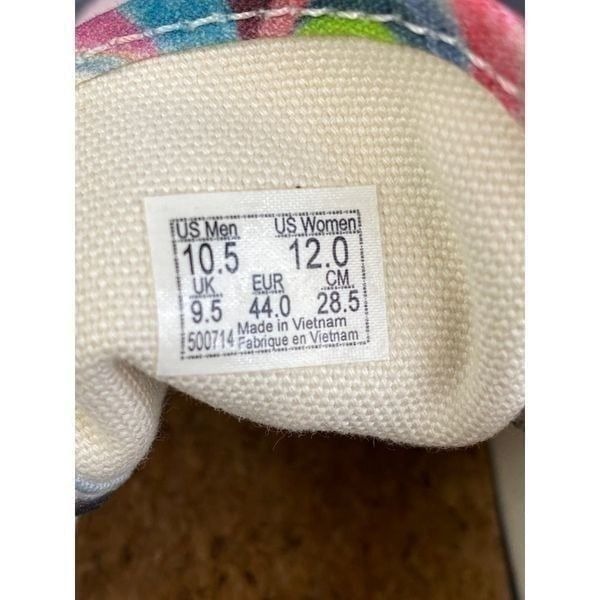 US Men US Women
10.5 12.0
UK EUR CM
9.5 44.0 28.5
500714 Made in Vietnam
Fabrique en Vietnam